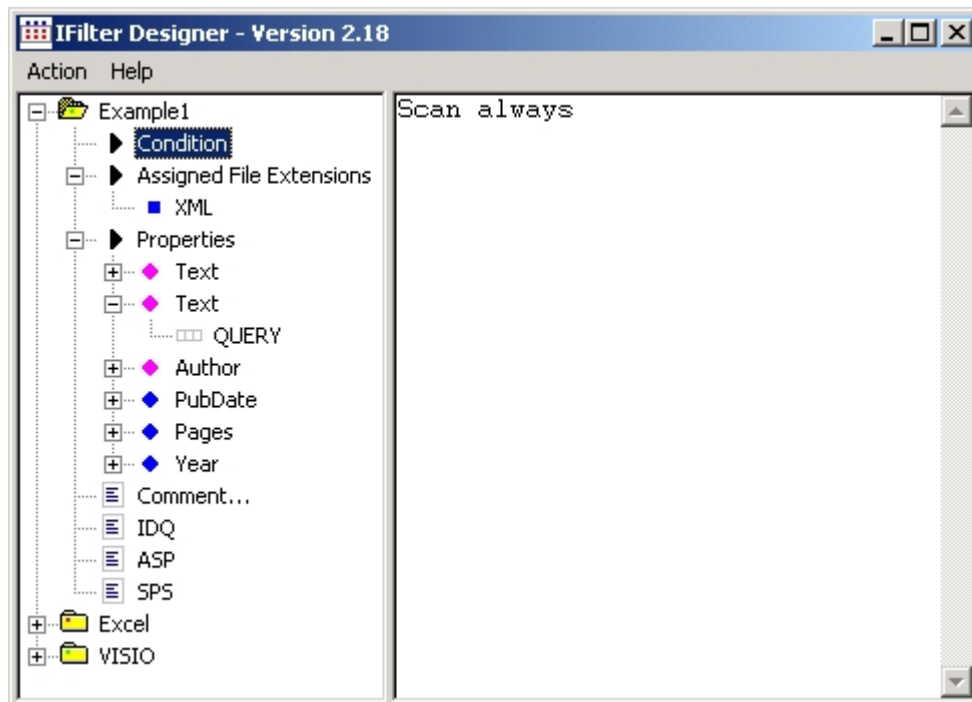 IFilter Designer - Version 2.18
Action Help
Example1
Condition
Assigned File Extensions
XML
Properties
Text
Text
QUERY
Author
PubDate
Pages
Year
Comment...
IDQ
ASP
SPS
Excel
VISIO
Scan always